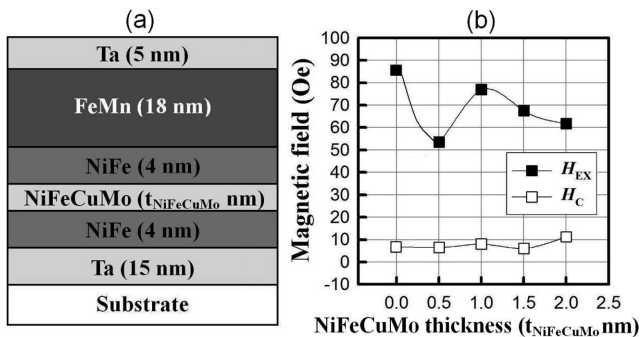 (a)
Ta (5 nm)
FeMn (18 nm)
NiFe (4 nm)
NiFeCuMo (tNiFeCuMo nm)
NiFe (4 nm)
Ta (15 nm)
Substrate
(b)
Magnetic field (Oe)
100
90
80
70
60
50
40
30
20
10
0
-10
HEX
HC
0.0 0.5 1.0 1.5 2.0 2.5
NiFeCuMo thickness (tNiFeCuMo nm)